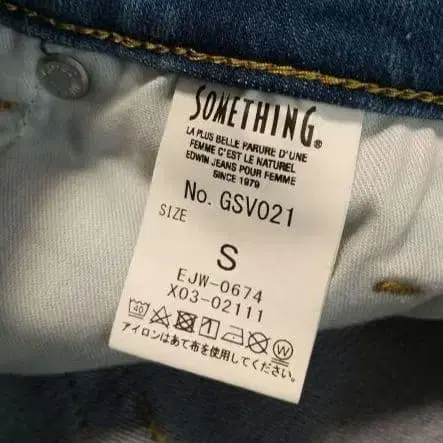 SOMETHING®
LA PLUS BELLE PARURE D'UNE
FEMME C'EST LE NATUREL
EDWIN JEANS POUR FEMME
SINCE 1979
No. GSV021
SIZE
S
EJW-0674
X03-02111
40 W
アイロンはあて布を使用してください。